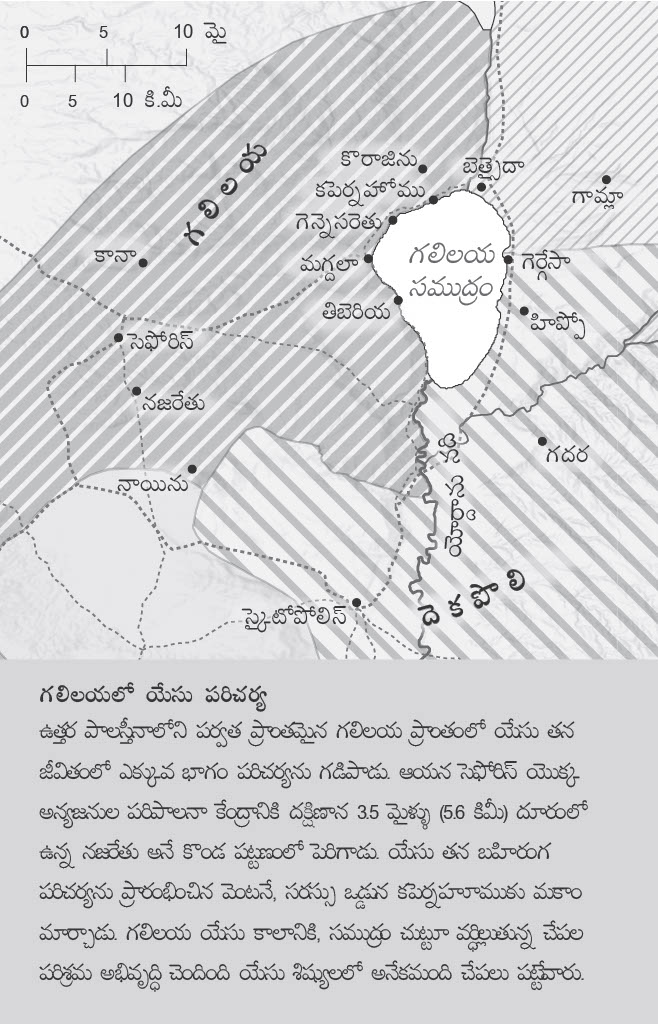 0 5 10 మై
0 5 10 కి.మీ
గలిలయ
కొరాజిను
బెత్సైదా
కపెర్నహోము
గామ్లా
గెన్నెసరెతు
కానా
మగ్దలా
గలిలయ
సముద్రం
గెర్గేసా
తిబెరియ
హిప్పో
సెఫోరిస్
నజరేతు
గదర
నాయిను
యొర్దాను నది
దెకపొలి
స్కైటోపోలిస్
గలిలయలో యేసు పరిచర్య
ఉత్తర పాలస్తీనాలోని పర్వత ప్రాంతమైన గలిలయ ప్రాంతంలో యేసు తన
జీవితంలో ఎక్కువ భాగం పరిచర్యను గడిపాడు. ఆయన సెఫోరిస్ యొక్క
అన్యజనుల పరిపాలనా కేంద్రానికి దక్షిణాన 3.5 మైళ్ళు (5.6 కిమీ) దూరంలో
ఉన్న నజరేతు అనే కొండ పట్టణంలో పెరిగాడు. యేసు తన బహిరంగ
పరిచర్యను ప్రారంభించిన వెంటనే, సరస్సు ఒడ్డున కపెర్నహూముకు మకాం
మార్చాడు. గలిలయ యేసు కాలానికి, సముద్రం చుట్టూ వర్ధిల్లుతున్న చేపల
పరిశ్రమ అభివృద్ధి చెందింది యేసు శిష్యులలో అనేకమంది చేపలు పట్టేవారు.